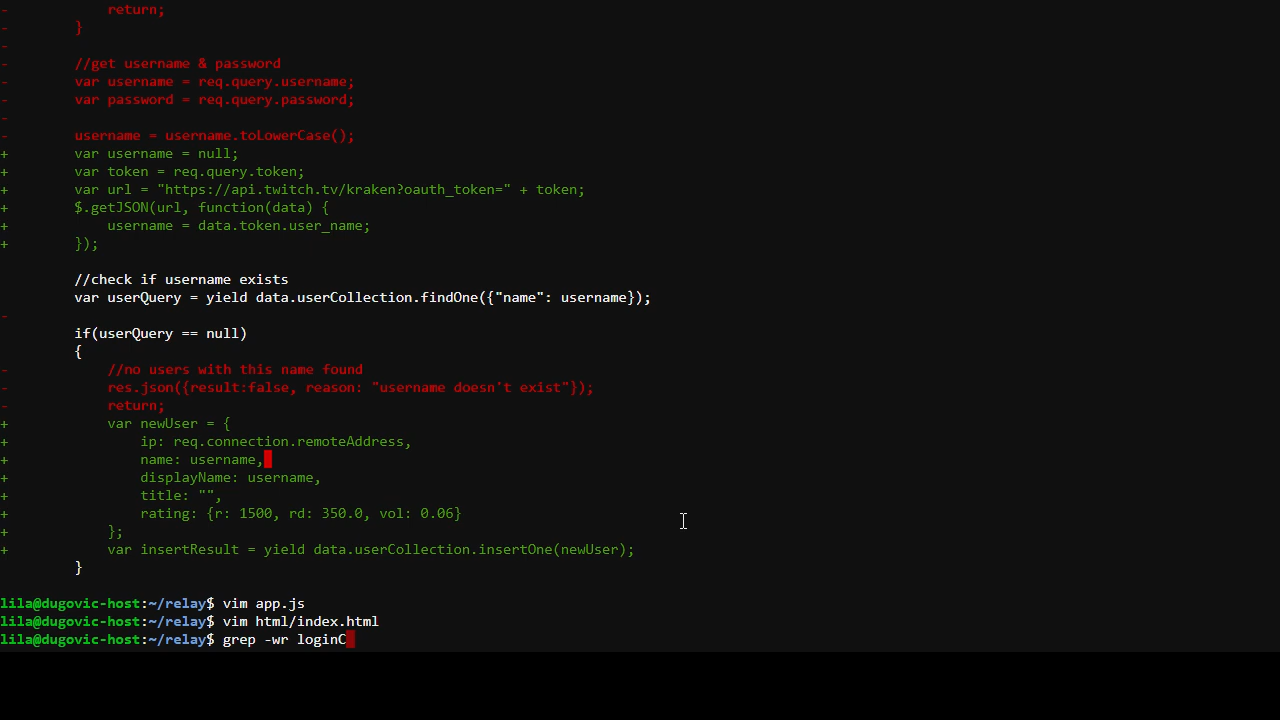 -            return;
-        }
-
-        //get username & password
-        var username = req.query.username;
-        var password = req.query.password;
-
-        username = username.toLowerCase();
+        var username = null;
+        var token = req.query.token;
+        var url = "https://api.twitch.tv/kraken?oauth_token=" + token;
+        $.getJSON(url, function(data) {
+            username = data.token.user_name;
+        });

         //check if username exists
         var userQuery = yield data.userCollection.findOne({"name": username});
-
         if(userQuery == null)
         {
-            //no users with this name found
-            res.json({result:false, reason: "username doesn't exist"});
-            return;
+            var newUser = {
+                ip: req.connection.remoteAddress,
+                name: username,
+                displayName: username,
+                title: "",
+                rating: {r: 1500, rd: 350.0, vol: 0.06}
+            };
+            var insertResult = yield data.userCollection.insertOne(newUser);
         }

lila@dugovic-host:~/relay$ vim app.js
lila@dugovic-host:~/relay$ vim html/index.html
lila@dugovic-host:~/relay$ grep -wr loginC